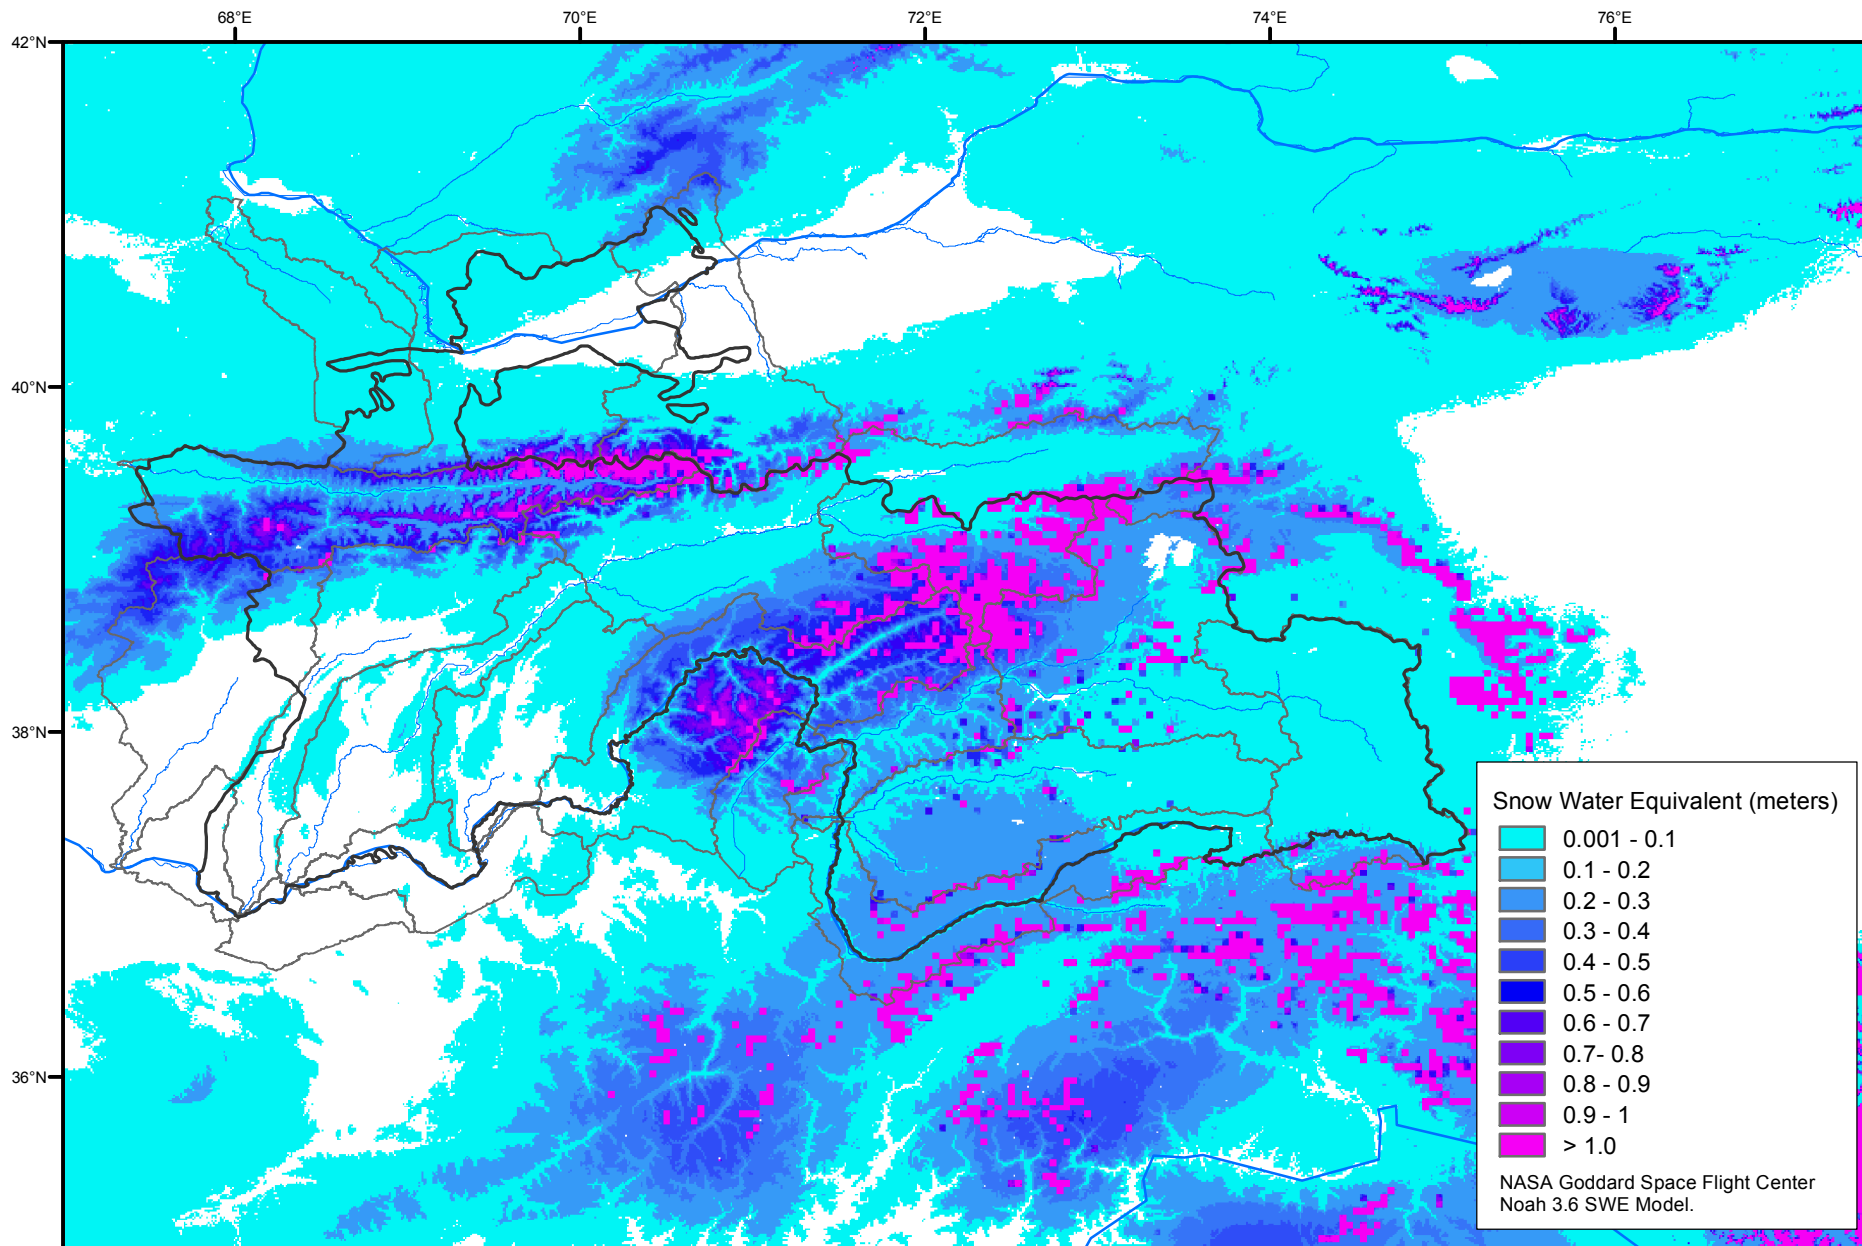 68°E 70°E 72°E 74°E 76°E
42°N
40°N
38°N
36°N
Snow Water Equivalent (meters)
0.001 - 0.1
0.1 - 0.2
0.2 - 0.3
0.3 - 0.4
0.4 - 0.5
0.5 - 0.6
0.6 - 0.7
0.7- 0.8
0.8 - 0.9
0.9 - 1
> 1.0
NASA Goddard Space Flight Center
Noah 3.6 SWE Model.